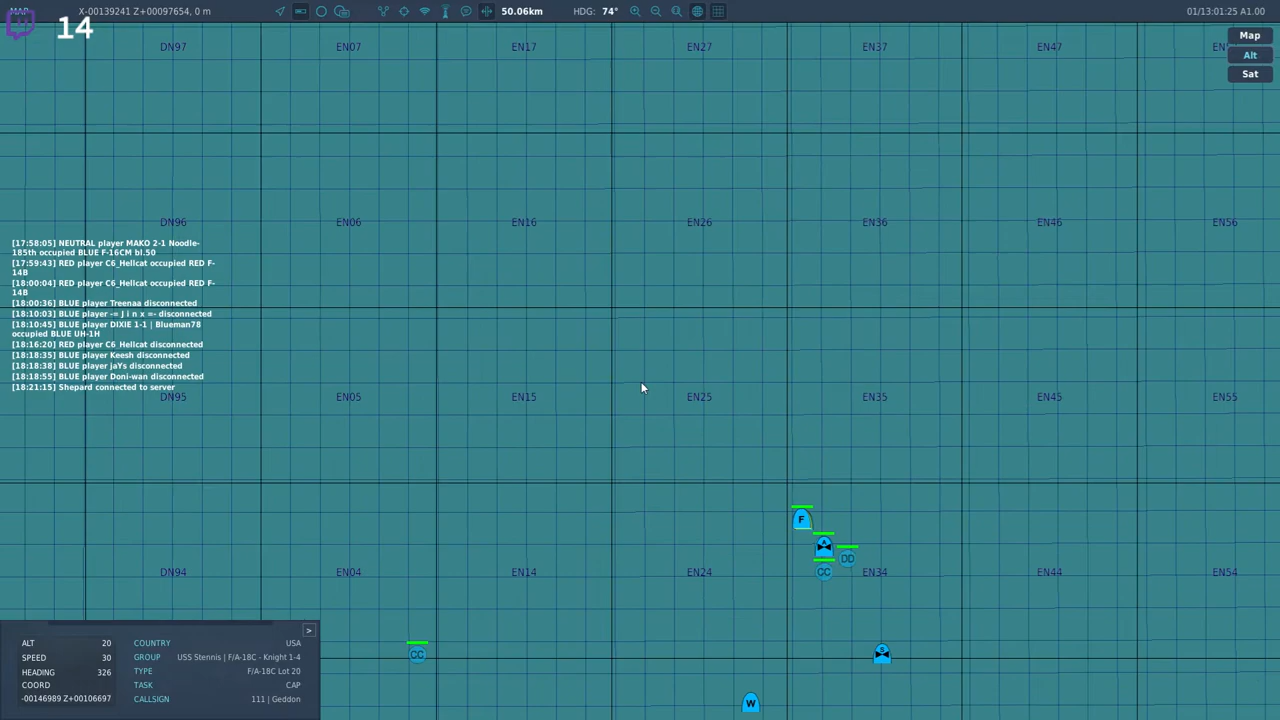 MAP X-00139241 Z+00097654, 0 m 50.06km HDG: 74° 01/13:01:25 A1.00
14
Map
Alt
Sat
DN97 EN07 EN17 EN27 EN37 EN47
DN96 EN06 EN16 EN26 EN36 EN46 EN56
[17:58:05] NEUTRAL player MAKO 2-1 Noodle-
185th occupied BLUE F-16CM bl.50
[17:59:43] RED player C6_Hellcat occupied RED F-
14B
[18:00:04] RED player C6_Hellcat occupied RED F-
14B
[18:00:36] BLUE player Treenaa disconnected
[18:10:03] BLUE player -= J i n x =- disconnected
[18:10:45] BLUE player DIXIE 1-1 | Blueman78
occupied BLUE UH-1H
[18:16:20] RED player C6_Hellcat disconnected
[18:18:35] BLUE player Keesh disconnected
[18:18:38] BLUE player jaYs disconnected
[18:18:55] BLUE player Doni-wan disconnected
[18:21:15] Shepard connected to server
DN95 EN05 EN15 EN25 EN35 EN45 EN55
F
A
DD
CC
DN94 EN04 EN14 EN24 EN34 EN44 EN54
CC
S
W
>
ALT 20 COUNTRY USA
SPEED 30 GROUP USS Stennis | F/A-18C - Knight 1-4
HEADING 326 TYPE F/A-18C Lot 20
COORD TASK CAP
-00146989 Z+00106697 CALLSIGN 111 | Geddon